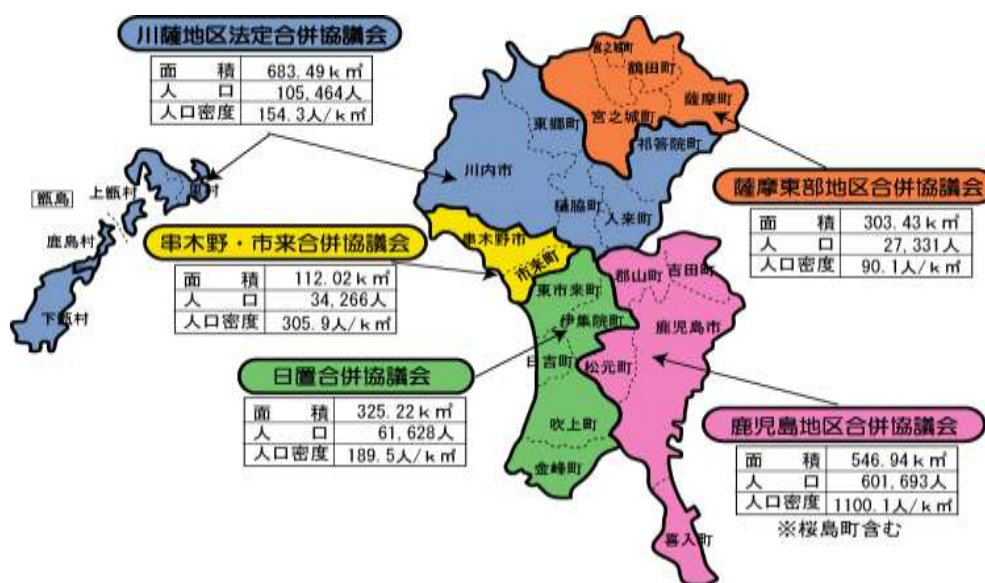 川薩地区法定合併協議会
面積 683.49k㎡
人口 105,464人
人口密度 154.3人/k㎡
宮之城町
鶴田町
薩摩町
宮之城町
東郷町
祁答院町
川内市
樋脇町
入来町
甑島
上甑村
里村
鹿島村
下甑村
薩摩東部地区合併協議会
面積 303.43k㎡
人口 27,331人
人口密度 90.1人/k㎡
串木野・市来合併協議会
面積 112.02k㎡
人口 34,266人
人口密度 305.9人/k㎡
串木野市
市来町
東市来町
郡山町
吉田町
伊集院町
鹿児島市
日吉町
松元町
吹上町
金峰町
喜入町
日置合併協議会
面積 325.22k㎡
人口 61,628人
人口密度 189.5人/k㎡
鹿児島地区合併協議会
面積 546.94k㎡
人口 601,693人
人口密度 1100.1人/k㎡
※桜島町含む